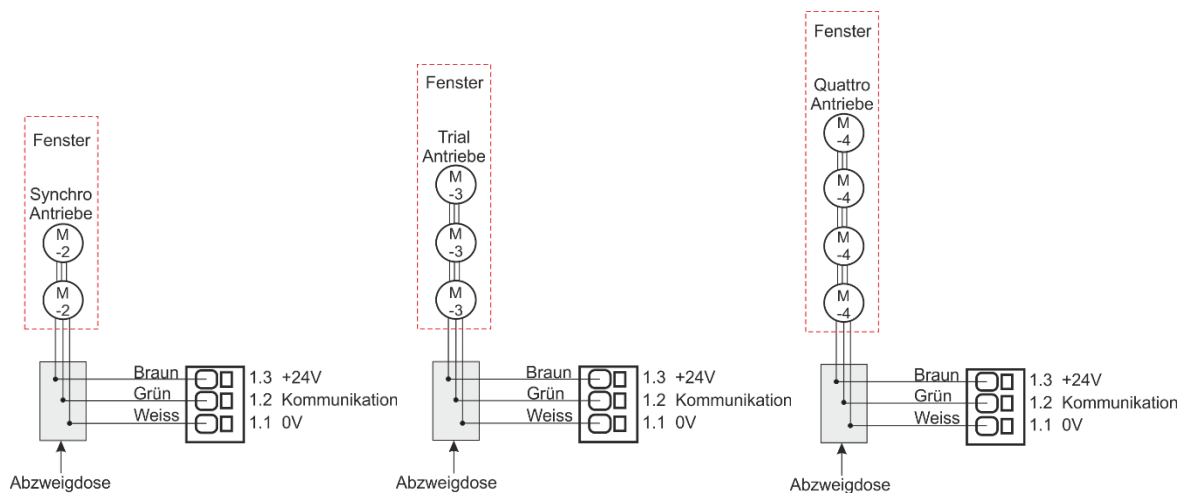 Fenster
Synchro
Antriebe
M
-2
M
-2
Braun
1.3 +24V
Grün
1.2 Kommunikation
Weiss
1.1 0V
Abzweigdose
Fenster
Trial
Antriebe
M
-3
M
-3
M
-3
Braun
1.3 +24V
Grün
1.2 Kommunikation
Weiss
1.1 0V
Abzweigdose
Fenster
Quattro
Antriebe
M
-4
M
-4
M
-4
M
-4
Braun
1.3 +24V
Grün
1.2 Kommunikation
Weiss
1.1 0V
Abzweigdose